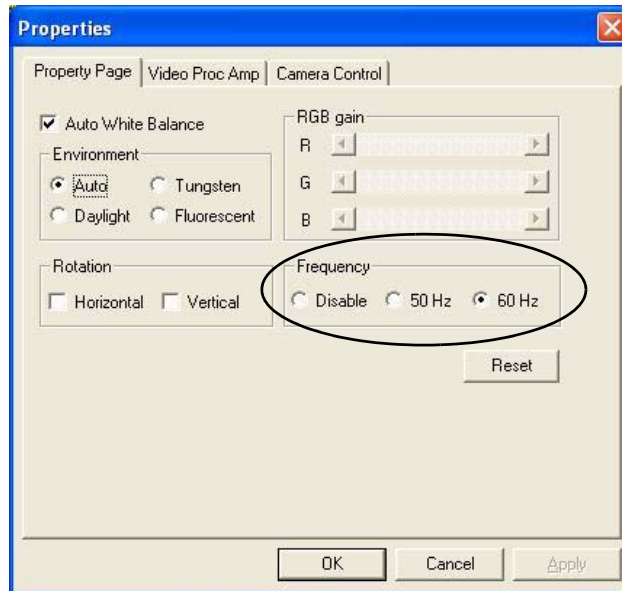 Properties
Property Page Video Proc Amp Camera Control
Auto White Balance
Environment
Auto Tungsten
Daylight Fluorescent
RGB gain
R
G
B
Rotation
Horizontal Vertical
Frequency
Disable 50 Hz 60 Hz
Reset
OK Cancel Apply